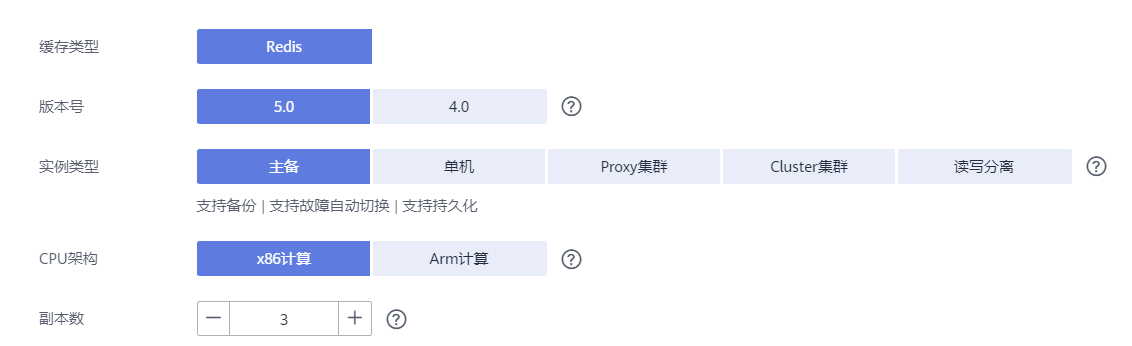 缓存类型 Redis
版本号 5.0 4.0 ?
实例类型 主备 单机 Proxy集群 Cluster集群 读写分离 ?
支持备份 | 支持故障自动切换 | 支持持久化
CPU架构 x86计算 Arm计算 ?
副本数 − 3 + ?